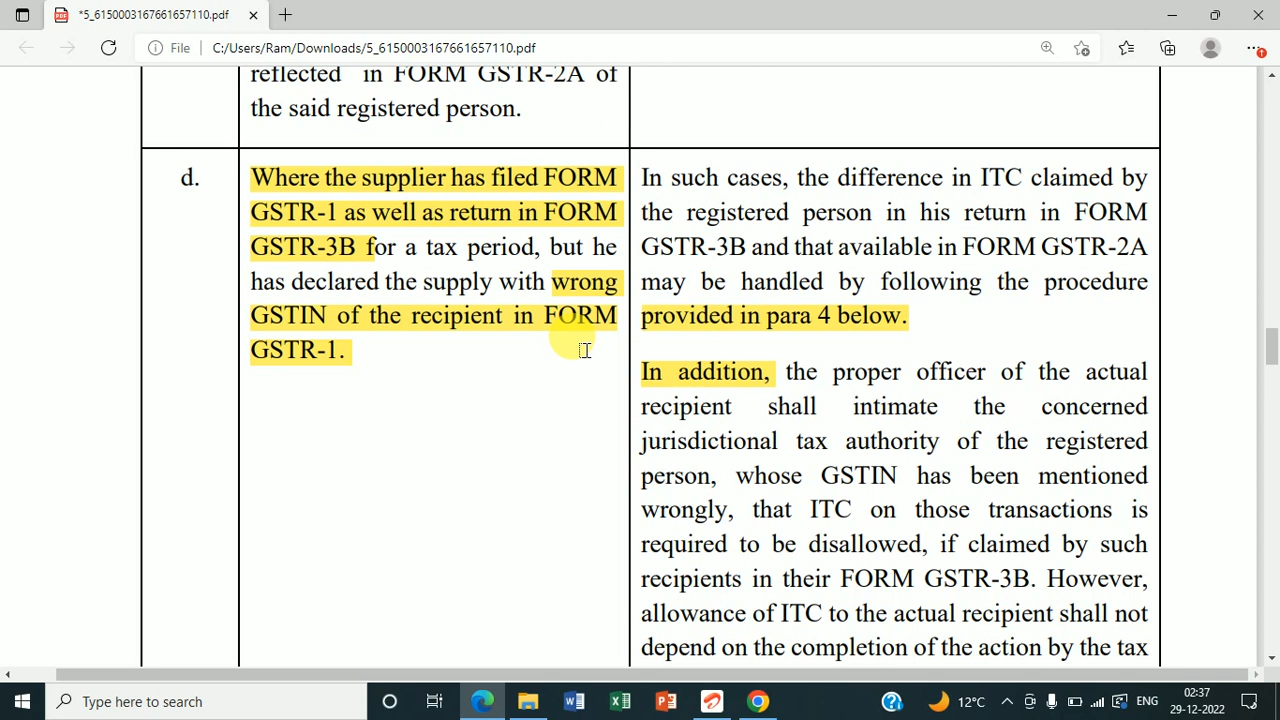 *5_6150003167661657110.pdf
File
C:/Users/Ram/Downloads/5_6150003167661657110.pdf
reflected in FORM GSTR-2A of
the said registered person.
d.
Where the supplier has filed FORM
GSTR-1 as well as return in FORM
GSTR-3B for a tax period, but he
has declared the supply with wrong
GSTIN of the recipient in FORM
GSTR-1.
In such cases, the difference in ITC claimed by
the registered person in his return in FORM
GSTR-3B and that available in FORM GSTR-2A
may be handled by following the procedure
provided in para 4 below.
In addition, the proper officer of the actual
recipient shall intimate the concerned
jurisdictional tax authority of the registered
person, whose GSTIN has been mentioned
wrongly, that ITC on those transactions is
required to be disallowed, if claimed by such
recipients in their FORM GSTR-3B. However,
allowance of ITC to the actual recipient shall not
depend on the completion of the action by the tax
Type here to search
12°C
ENG
02:37
29-12-2022